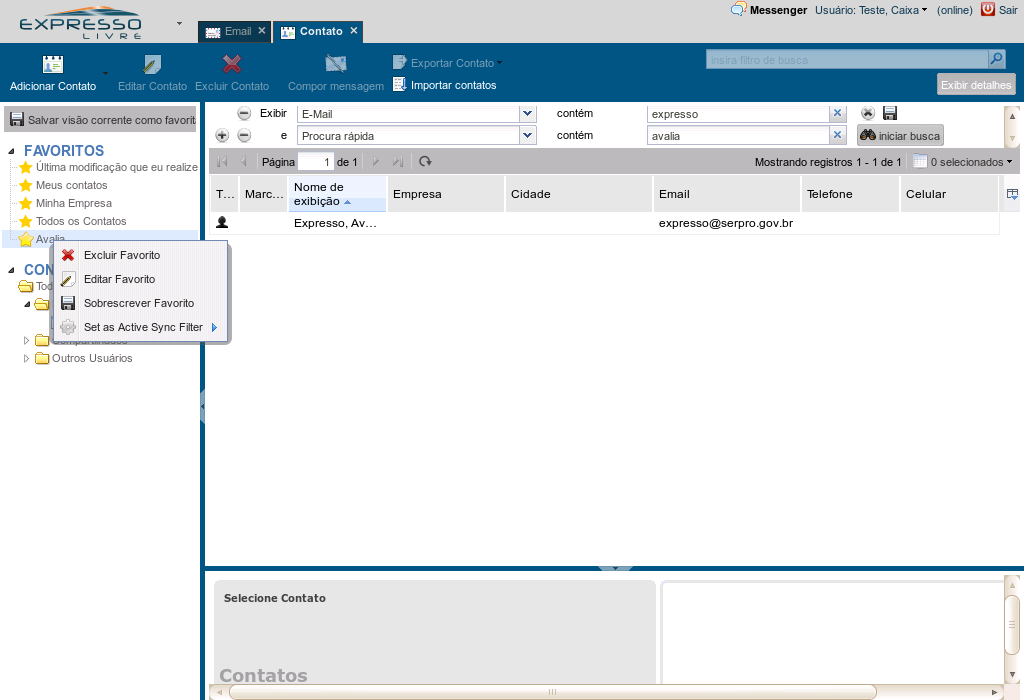 EXPRESSO
LIVRE
Email
Contato
Messenger
Usuário: Teste, Caixa
(online)
Sair
Adicionar Contato
Editar Contato
Excluir Contato
Compor mensagem
Exportar Contato
Importar contatos
insira filtro de busca
Exibir detalhes
Salvar visão corrente como favorit
FAVORITOS
Última modificação que eu realize
Meus contatos
Minha Empresa
Todos os Contatos
Avalia
Excluir Favorito
Editar Favorito
Sobrescrever Favorito
Set as Active Sync Filter
CON
Tod
Compartilhados
Outros Usuários
Exibir
E-Mail
contém
expresso
e
Procura rápida
contém
avalia
iniciar busca
Página 1 de 1
Mostrando registros 1 - 1 de 1
0 selecionados
T...
Marc...
Nome de exibição
Empresa
Cidade
Email
Telefone
Celular
Expresso, Av...
expresso@serpro.gov.br
Selecione Contato
Contatos